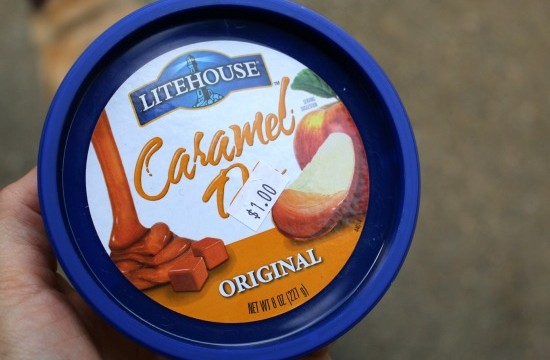 LITEHOUSE
Caramel
$1.00
ORIGINAL
NET WT 8 OZ (227 g)